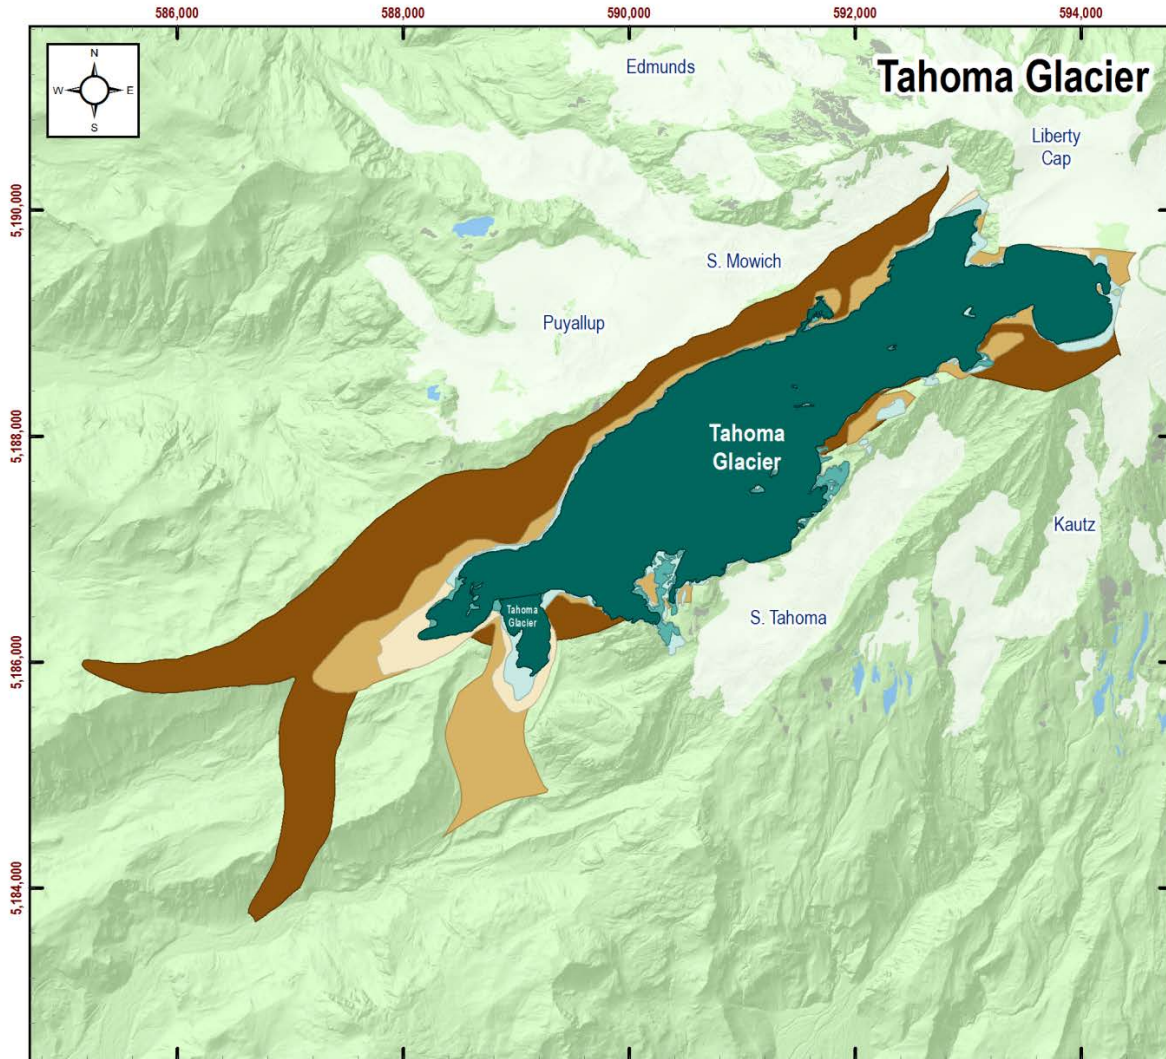 586,000
588,000
590,000
592,000
594,000
N
W
E
S
Tahoma Glacier
Edmunds
Liberty
Cap
5,190,000
S. Mowich
Puyallup
5,188,000
Tahoma
Glacier
Kautz
Tahoma
Glacier
S. Tahoma
5,186,000
5,184,000